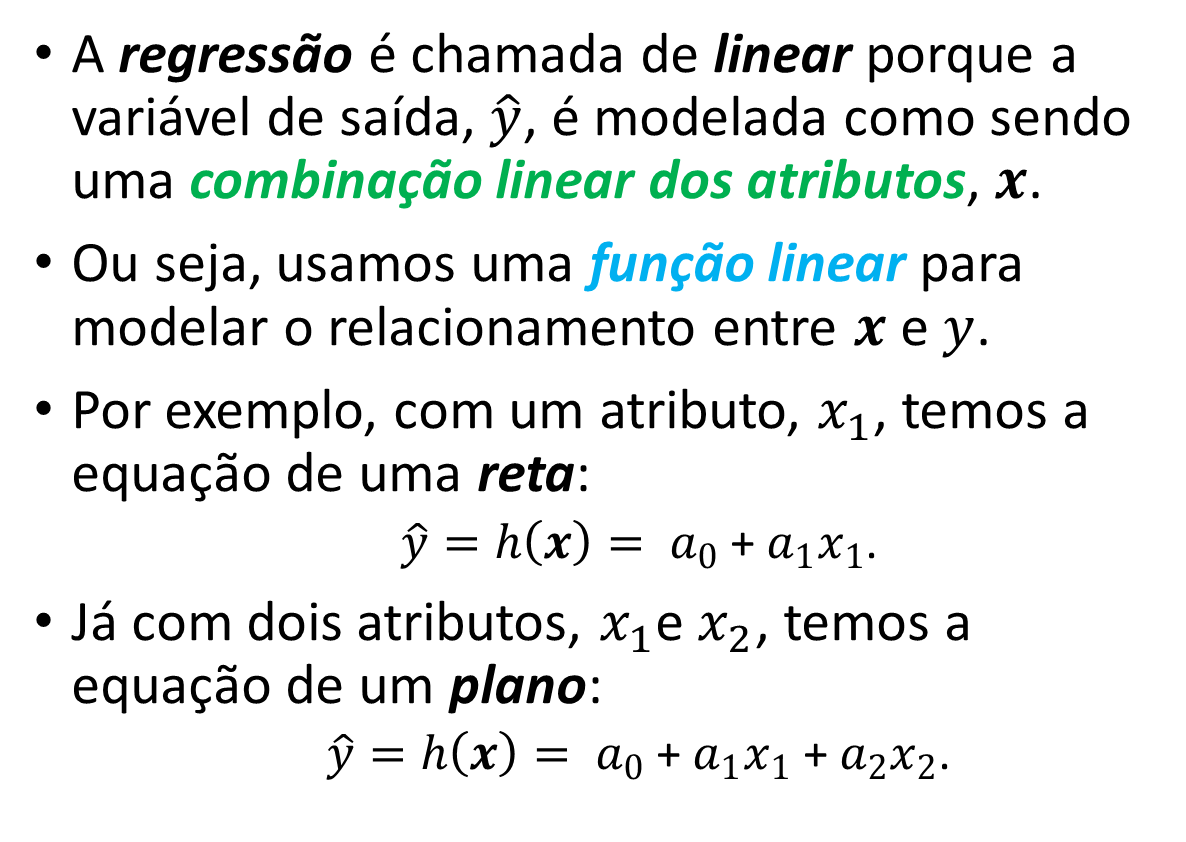 • A regressão é chamada de linear porque a
variável de saída, ŷ, é modelada como sendo
uma combinação linear dos atributos, x.
• Ou seja, usamos uma função linear para
modelar o relacionamento entre x e y.
• Por exemplo, com um atributo, x₁, temos a
equação de uma reta:
ŷ = h(x) = a₀ + a₁x₁.
• Já com dois atributos, x₁e x₂, temos a
equação de um plano:
ŷ = h(x) = a₀ + a₁x₁ + a₂x₂.